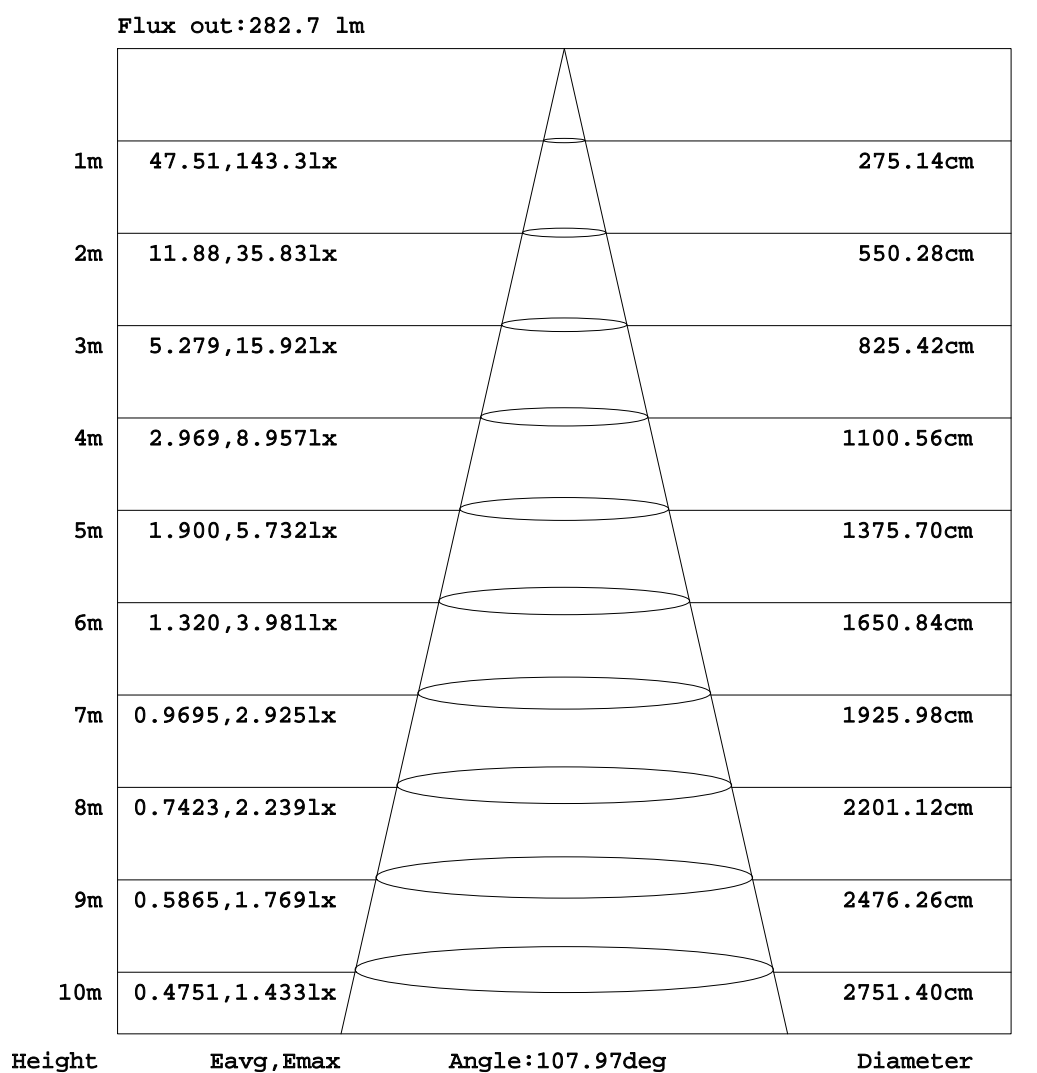 Flux out:282.7 lm
1m 47.51,143.3lx 275.14cm
2m 11.88,35.83lx 550.28cm
3m 5.279,15.92lx 825.42cm
4m 2.969,8.957lx 1100.56cm
5m 1.900,5.732lx 1375.70cm
6m 1.320,3.981lx 1650.84cm
7m 0.9695,2.925lx 1925.98cm
8m 0.7423,2.239lx 2201.12cm
9m 0.5865,1.769lx 2476.26cm
10m 0.4751,1.433lx 2751.40cm
Height Eavg,Emax Angle:107.97deg Diameter